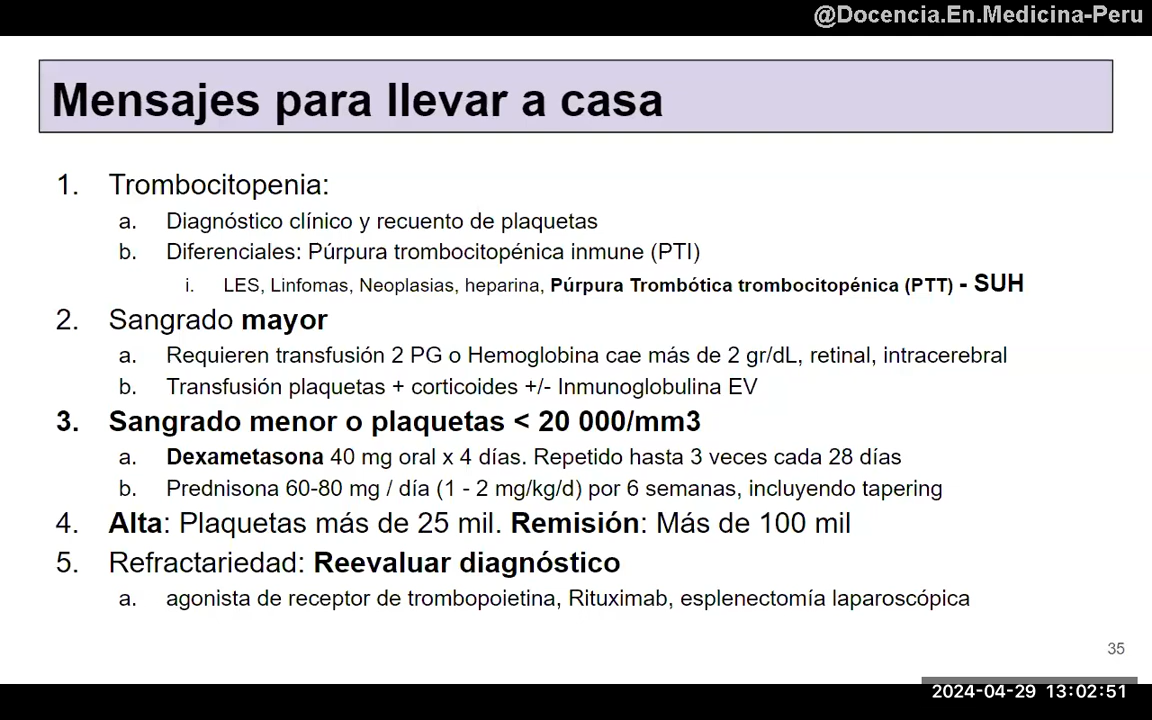 @Docencia.En.Medicina-Peru
Mensajes para llevar a casa
1. Trombocitopenia:
a. Diagnóstico clínico y recuento de plaquetas
b. Diferenciales: Púrpura trombocitopénica inmune (PTI)
i. LES, Linfomas, Neoplasias, heparina, Púrpura Trombótica trombocitopénica (PTT) - SUH
2. Sangrado mayor
a. Requieren transfusión 2 PG o Hemoglobina cae más de 2 gr/dL, retinal, intracerebral
b. Transfusión plaquetas + corticoides +/- Inmunoglobulina EV
3. Sangrado menor o plaquetas < 20 000/mm3
a. Dexametasona 40 mg oral x 4 días. Repetido hasta 3 veces cada 28 días
b. Prednisona 60-80 mg / día (1 - 2 mg/kg/d) por 6 semanas, incluyendo tapering
4. Alta: Plaquetas más de 25 mil. Remisión: Más de 100 mil
5. Refractariedad: Reevaluar diagnóstico
a. agonista de receptor de trombopoietina, Rituximab, esplenectomía laparoscópica
35
2024-04-29 13:02:51